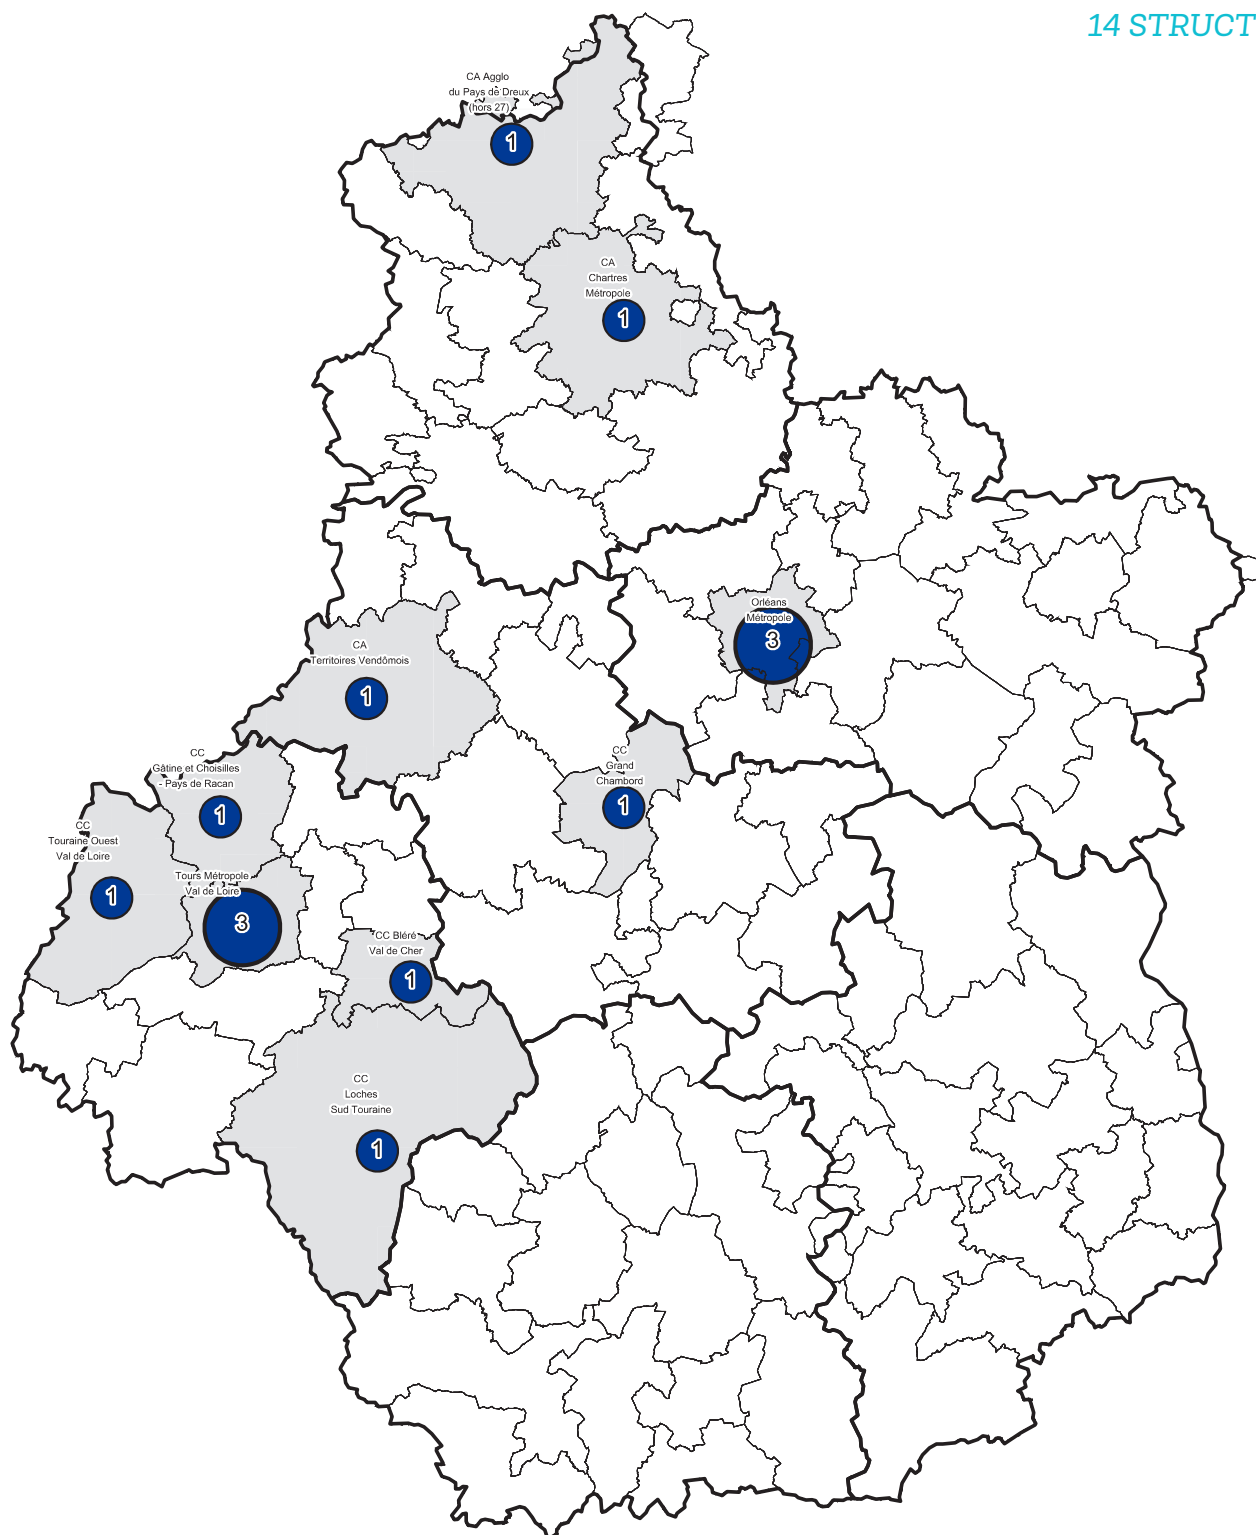 14 STRUCT
CA Agglo
du Pays de Dreux
(hors 27)
1
CA
Chartres
Métropole
1
Orléans
Métropole
3
CA
Territoires Vendômois
1
CC
Grand
Chambord
1
CC
Gâtine et Choisilles
- Pays de Racan
1
CC
Touraine Ouest
Val de Loire
1
Tours Métropole
Val de Loire
3
CC Bléré
Val de Cher
1
CC
Loches
Sud Touraine
1